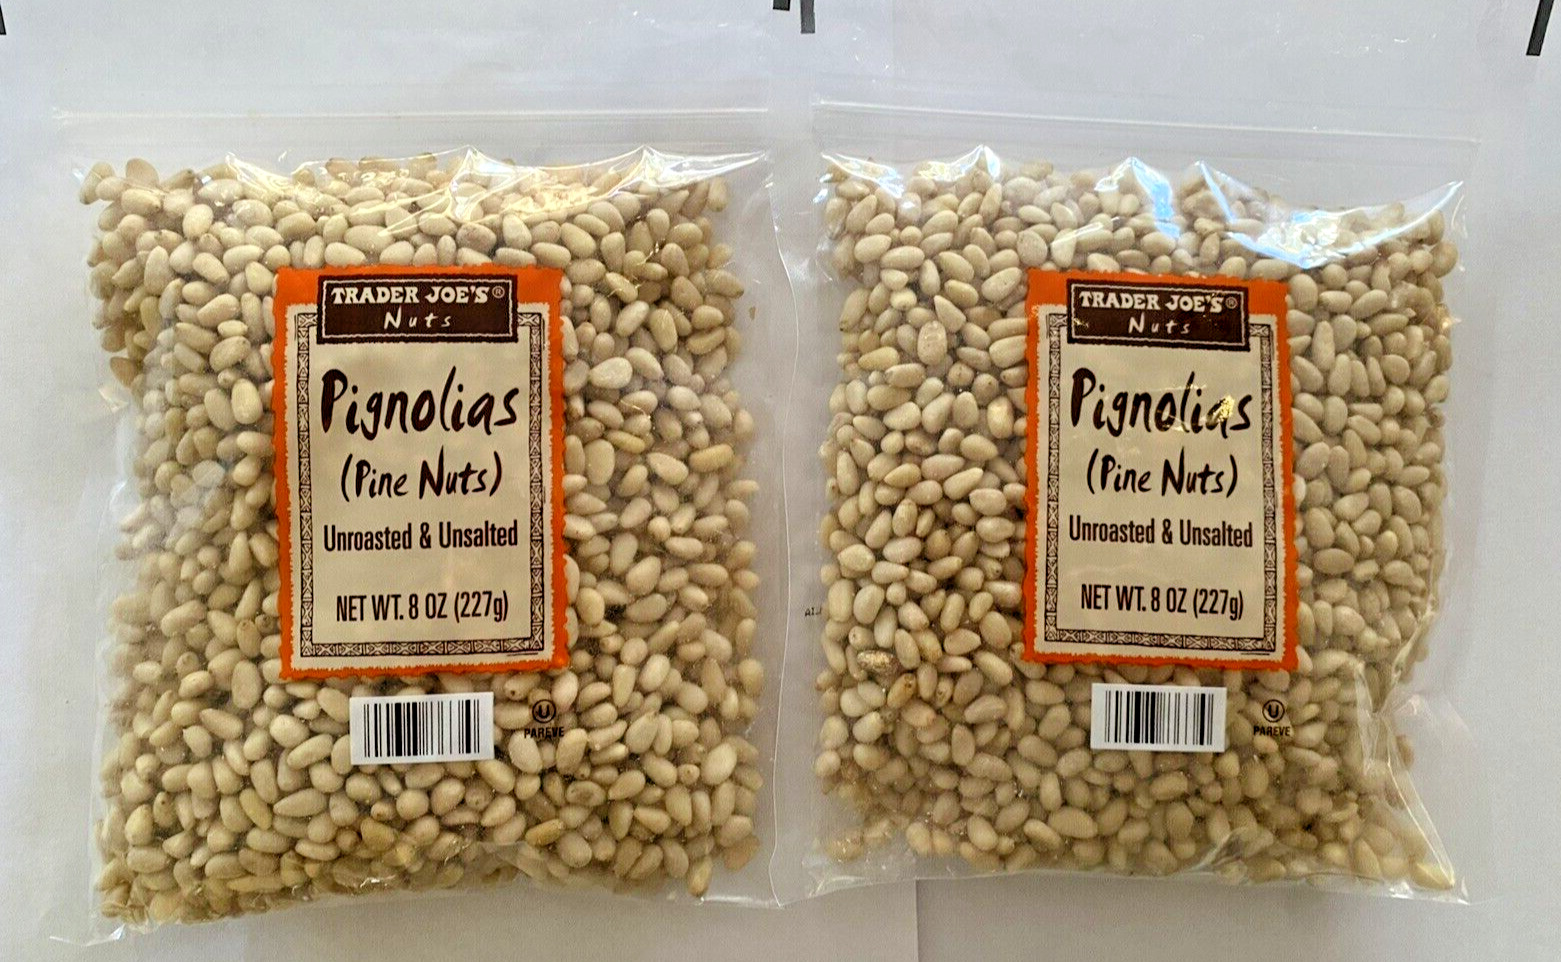 TRADER JOE'S®
Nuts
Pignolias
(Pine Nuts)
Unroasted & Unsalted
NET WT. 8 OZ (227g)
U
PAREVE
TRADER JOE'S®
Nuts
Pignolias
(Pine Nuts)
Unroasted & Unsalted
NET WT. 8 OZ (227g)
U
PAREVE